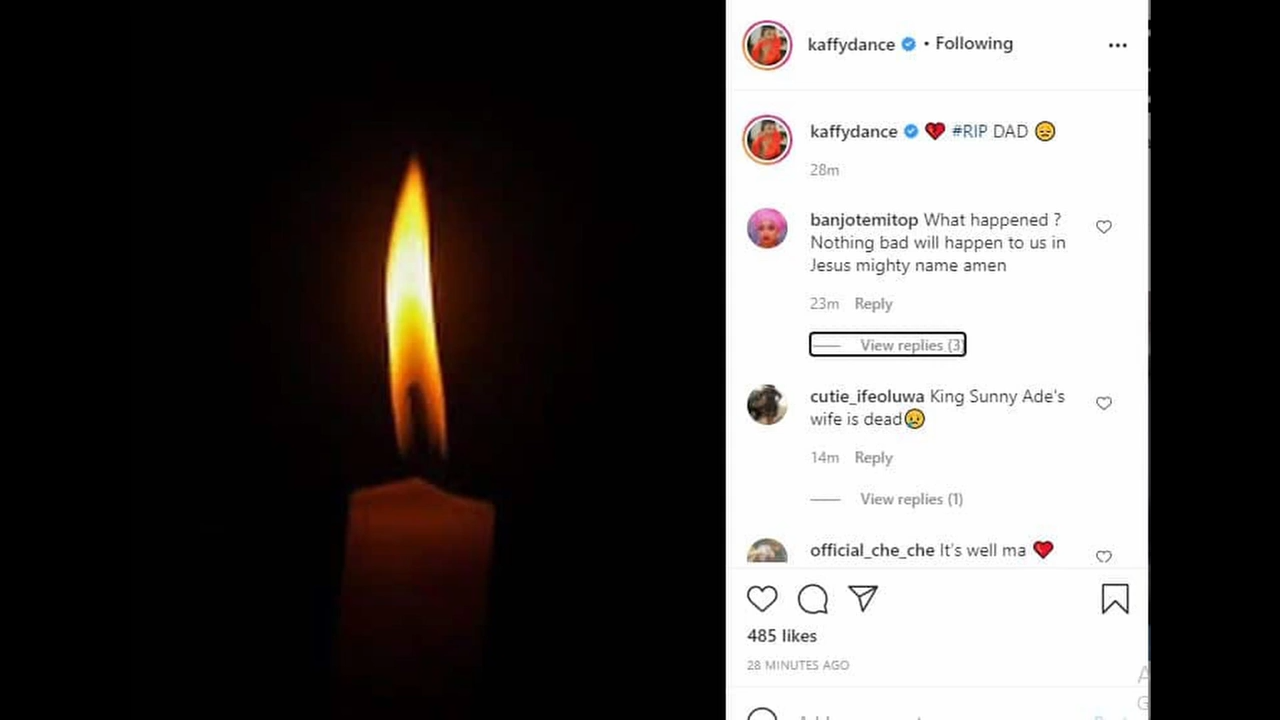 kaffydance • Following
kaffydance ❤️ #RIP DAD 😞
28m
banjotemitop What happened ?
Nothing bad will happen to us in
Jesus mighty name amen
23m Reply
View replies (3)
cutie_ifeoluwa King Sunny Ade's
wife is dead😢
14m Reply
View replies (1)
official_che_che It's well ma ❤️
485 likes
28 MINUTES AGO